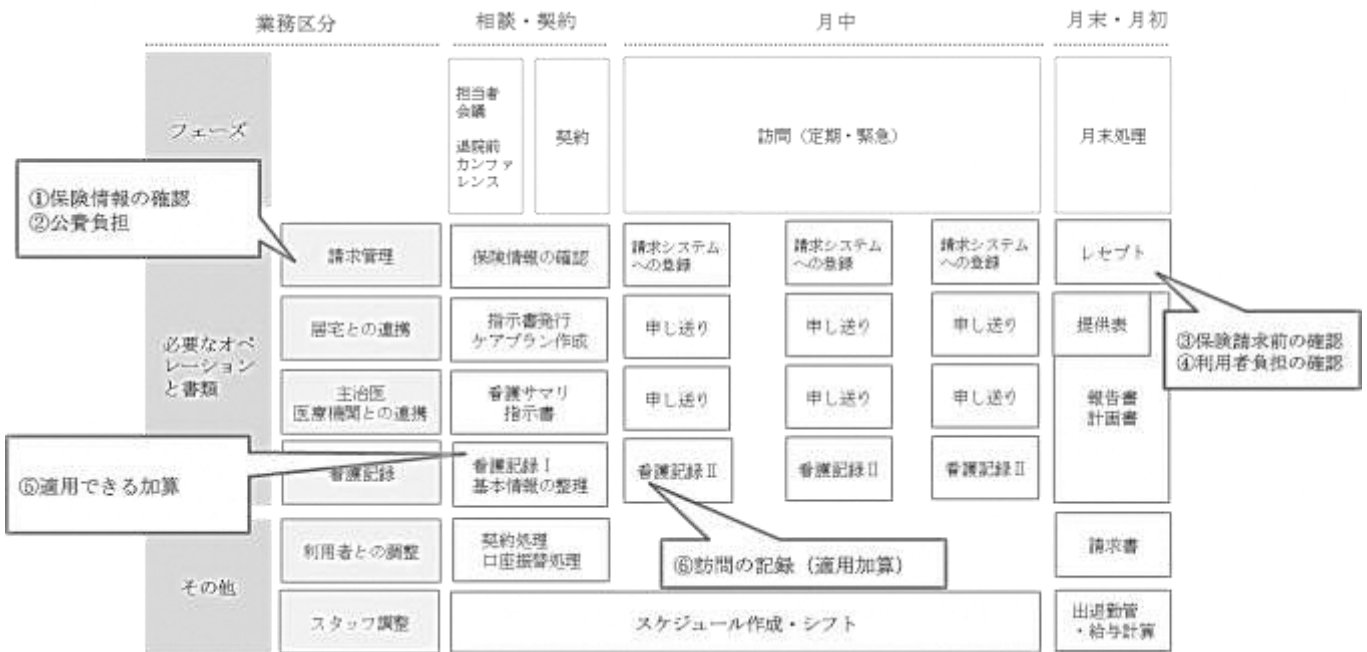 業務区分
相談・契約
月中
月末・月初
フェーズ
担当者
会議
退院前
カンファ
レンス
契約
訪問(定期・緊急)
月末処理
①保険情報の確認
②公費負担
請求管理
保険情報の確認
請求システム
への登録
請求システム
への登録
請求システム
への登録
レセプト
必要なオペ
レーション
と書類
居宅との連携
指示書発行
ケアプラン作成
申し送り
申し送り
申し送り
提供表
③保険請求前の確認
④利用者負担の確認
主治医
医療機関との連携
看護サマリ
指示書
申し送り
申し送り
申し送り
報告書
計画書
⑤適用できる加算
看護記録
看護記録Ⅰ
基本情報の整理
看護記録Ⅱ
看護記録Ⅱ
看護記録Ⅱ
⑥訪問の記録(適用加算)
その他
利用者との調整
契約処理
口座振替処理
請求書
スタッフ調整
スケジュール作成・シフト
出退勤管
・給与計算